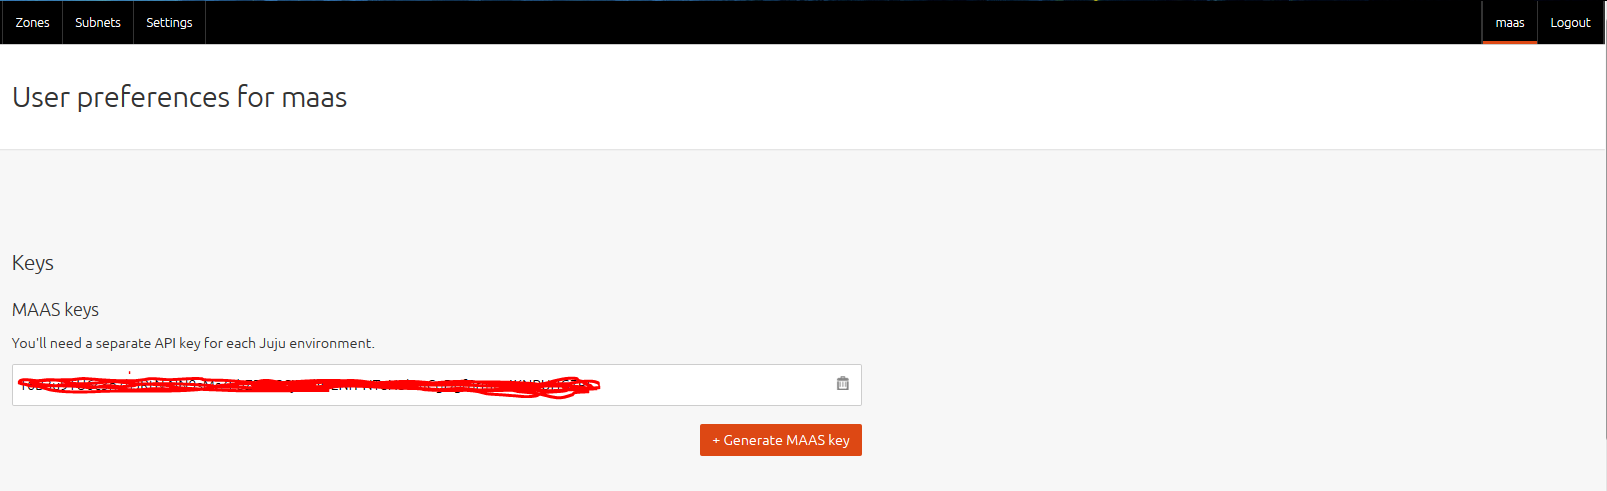 Zones Subnets Settings maas Logout
User preferences for maas
Keys
MAAS keys
You'll need a separate API key for each Juju environment.
+ Generate MAAS key